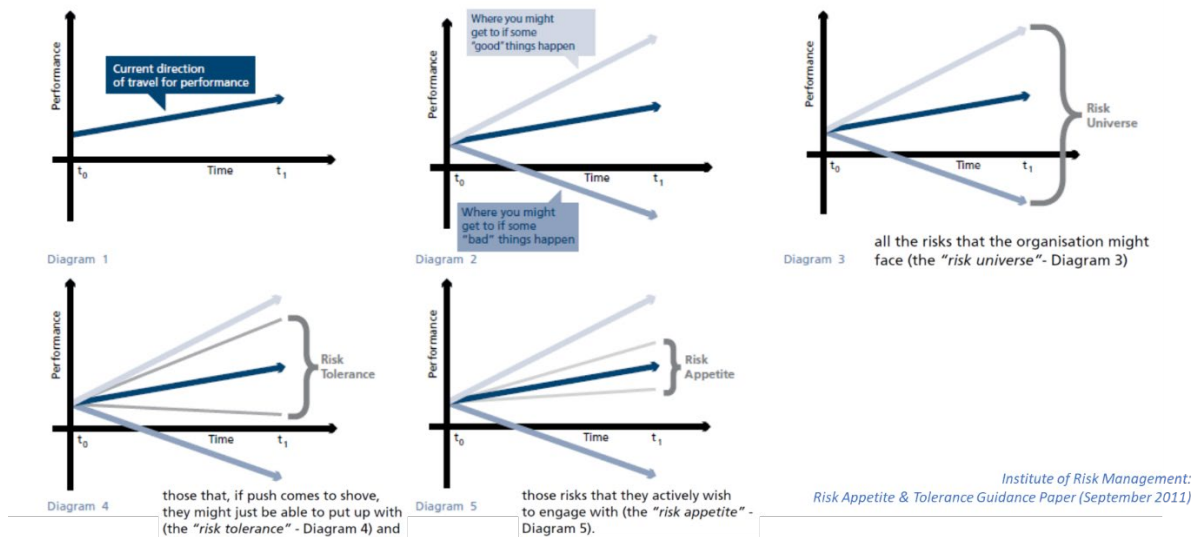 Performance
Current direction
of travel for performance
t0
Time
t1
Diagram 1
Where you might
get to if some
"good" things happen
Performance
t0
Time
t1
Where you might
get to if some
"bad" things happen
Diagram 2
Performance
Risk
Universe
t0
Time
t1
Diagram 3
all the risks that the organisation might
face (the "risk universe"- Diagram 3)
Performance
Risk
Tolerance
t0
Time
t1
Diagram 4
those that, if push comes to shove,
they might just be able to put up with
(the "risk tolerance" - Diagram 4) and
Performance
Risk
Appetite
t0
Time
t1
Diagram 5
those risks that they actively wish
to engage with (the "risk appetite" -
Diagram 5).
Institute of Risk Management:
Risk Appetite & Tolerance Guidance Paper (September 2011)